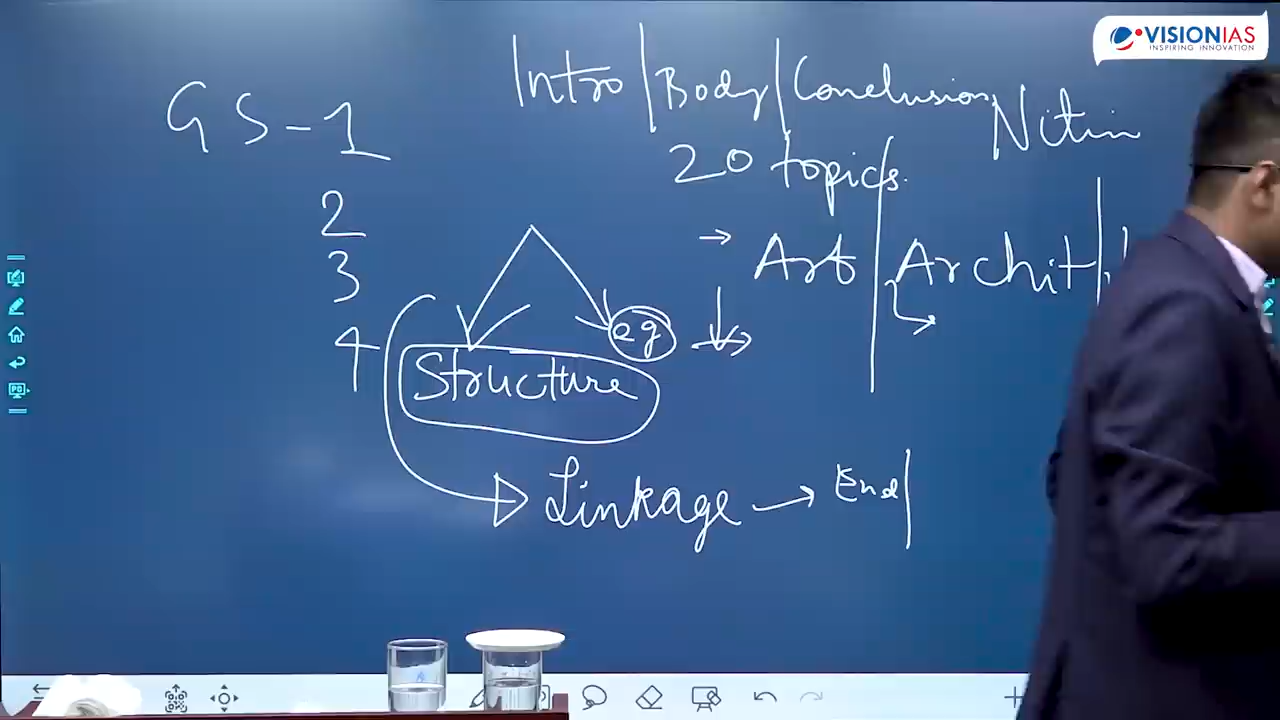 VISIONIAS
INSPIRING INNOVATION
Intro | Body | Conclusion
Nitin
GS-1
2
3
4
20 topics
→ Art | Archit |
eg
Structure
Linkage → End |